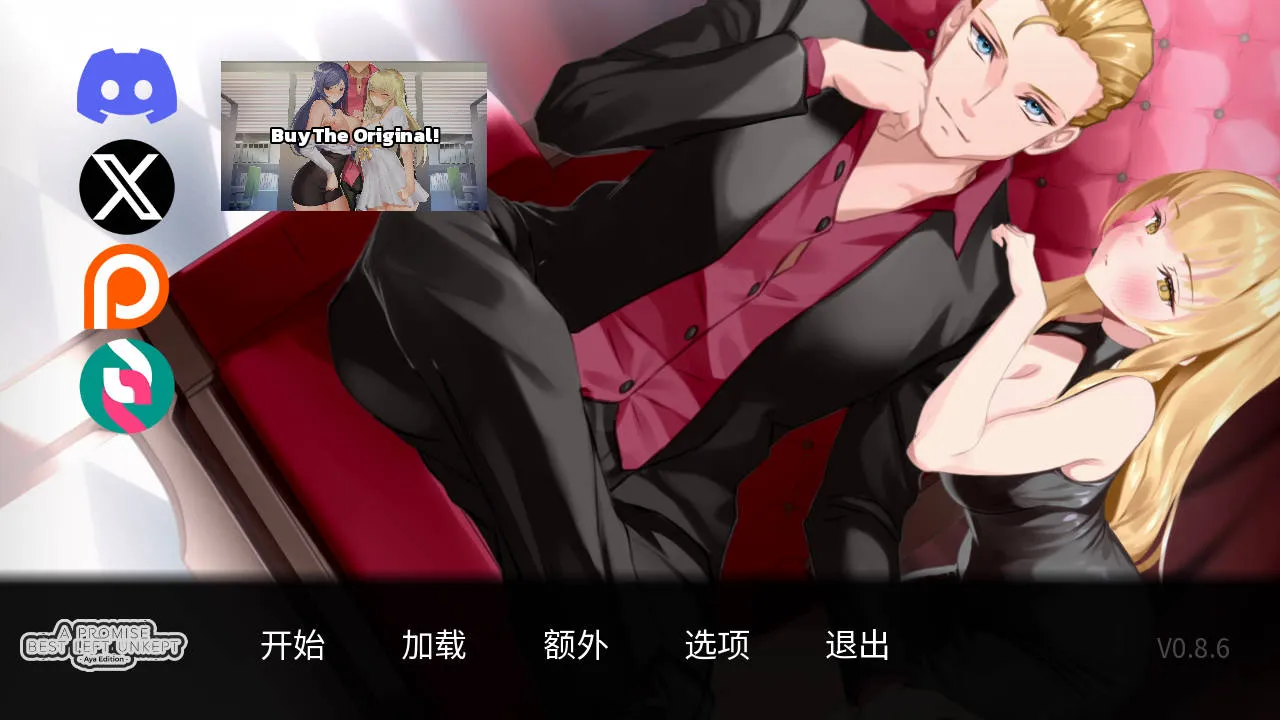 Buy The Original!
A PROMISE
BEST LEFT UNKEPT
- Aya Edition -
开始
加载
额外
选项
退出
V0.8.6